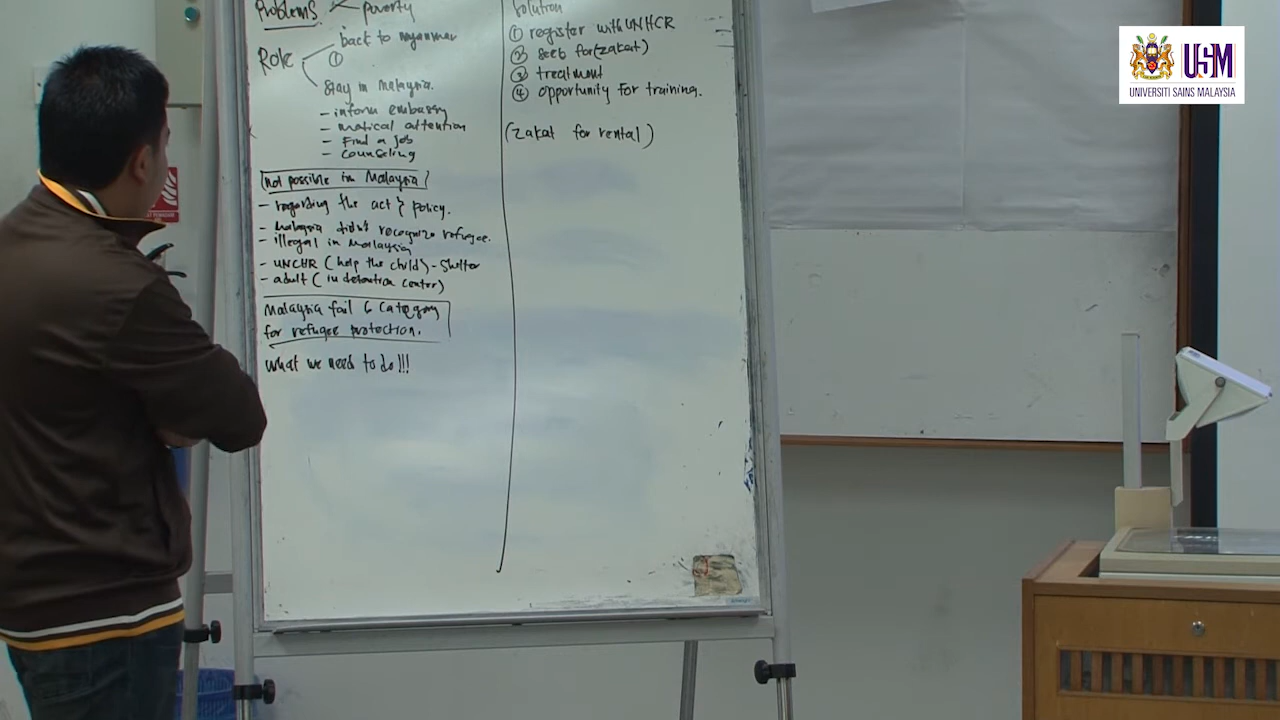 Problems
poverty
Role
back to myanmar
①
stay in malaysia.
- inform embassy
- matical attention
- Find a job
- counseling
not possible in Malaysia
- regarding the act & policy.
- Malaysia didn't recognize refugee.
- illegal in Malaysia
- UNCHR (help the child) - Shelter
- adult (in detention center)
Malaysia fail 6 category
for refugee protection.
what we need to do!!!
Solution
① register with UNHCR
② seek for (zakat)
③ treatment
④ opportunity for training.
(zakat for rental)
USM
UNIVERSITI SAINS MALAYSIA